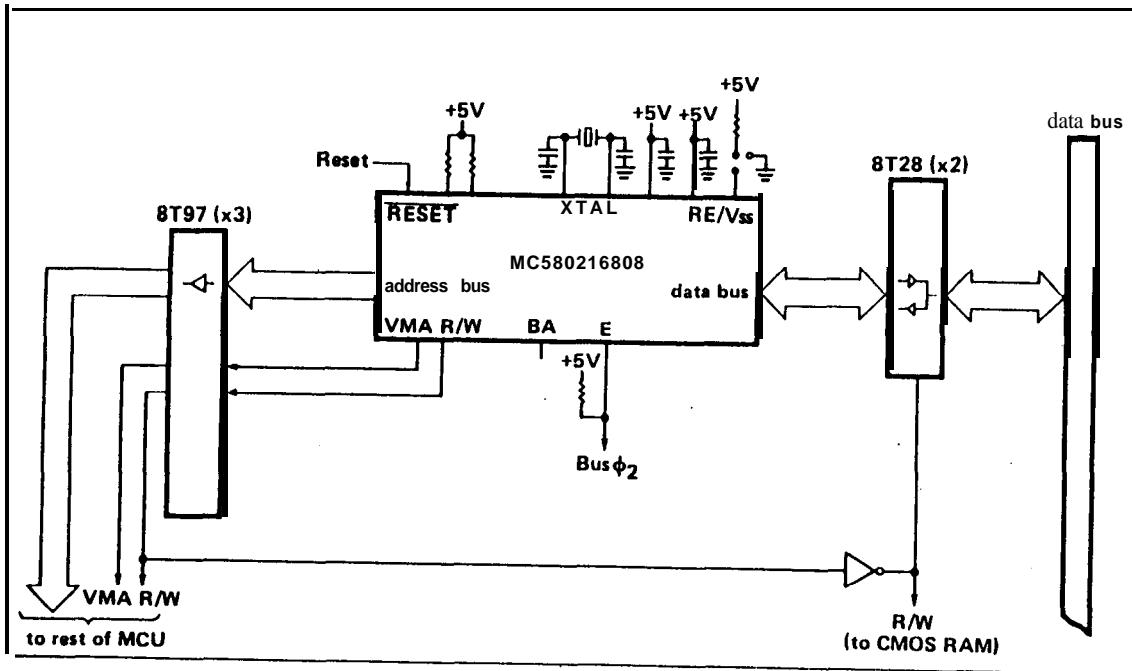 +5V
+5V
+5V
+5V
data bus
Reset
8T28 (x2)
8T97 (x3)
RESET
XTAL
RE/Vss
MC580216808
address bus
data bus
VMA R/W
BA
E
+5V
Bus ϕ2
VMA R/W
to rest of MCU
R/W
(to CMOS RAM)